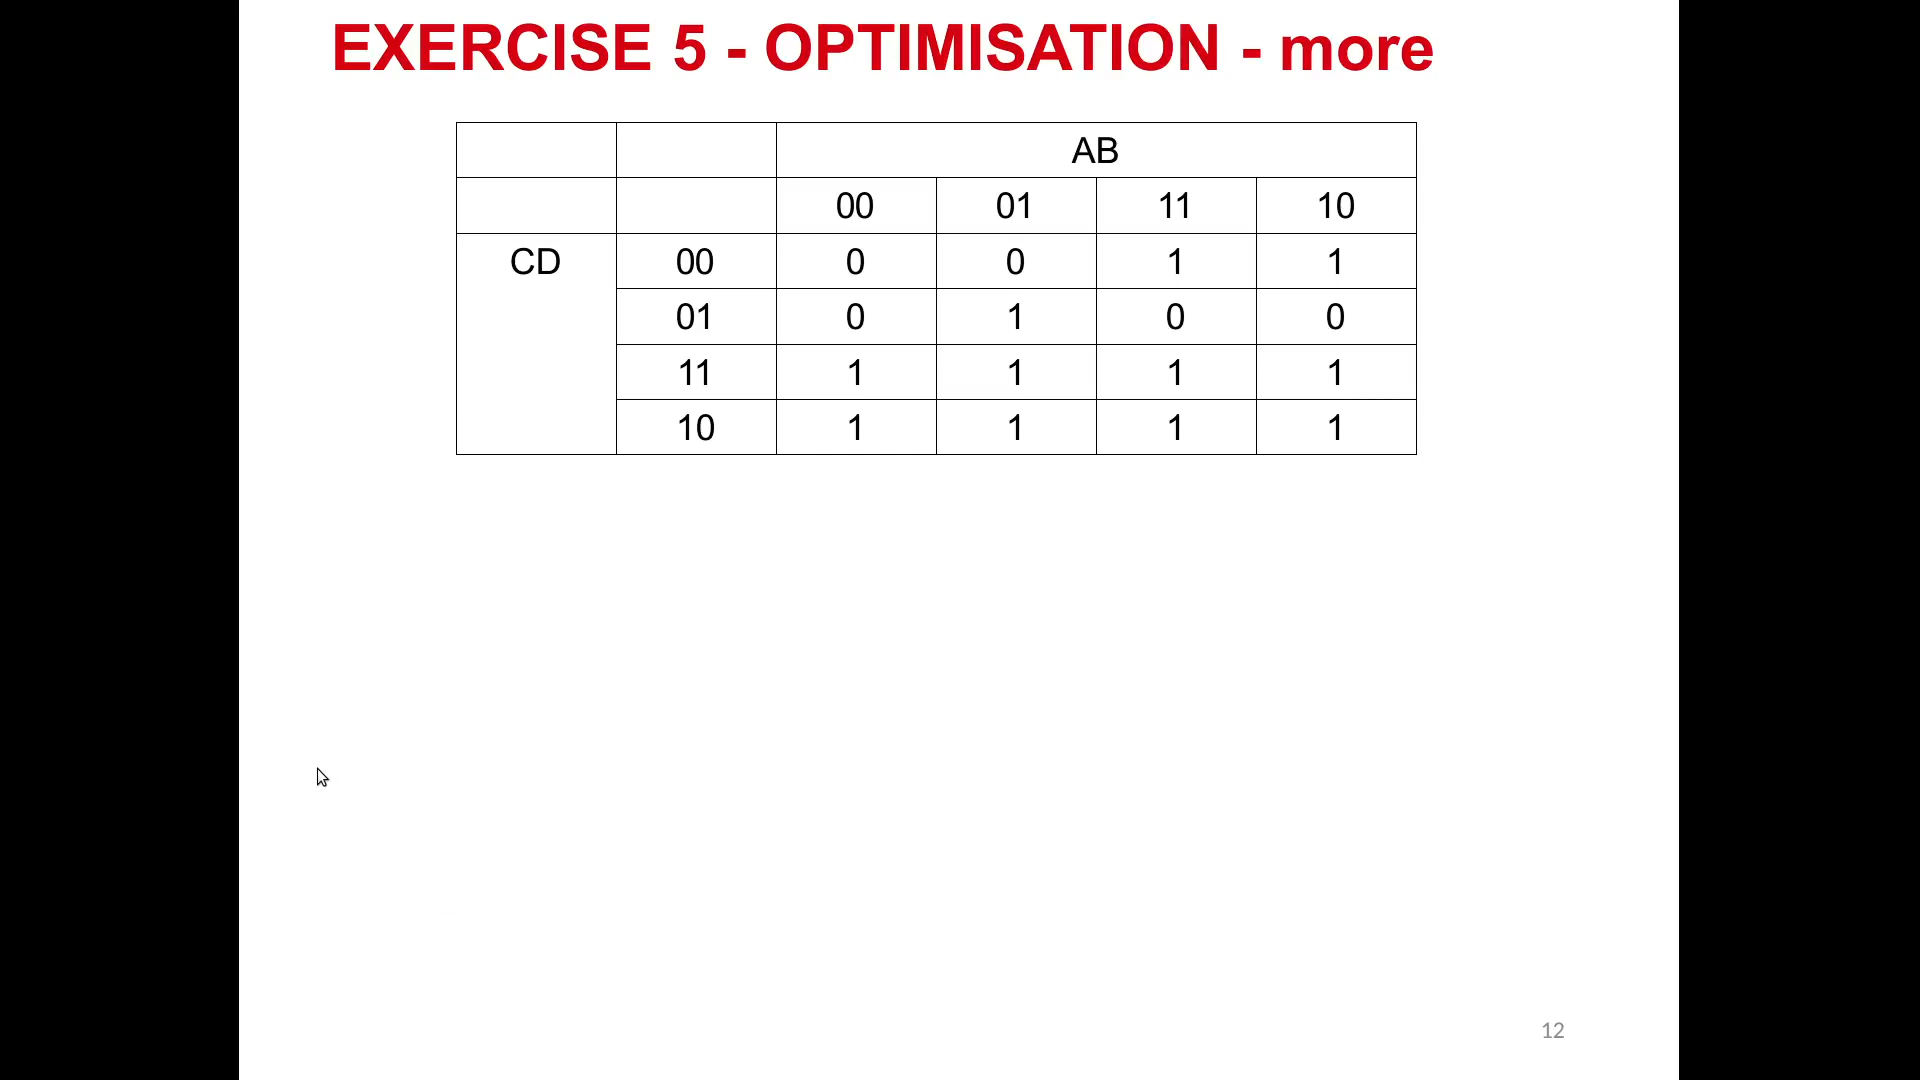 EXERCISE 5 - OPTIMISATION - more
AB
00 01 11 10
CD 00 0 0 1 1
01 0 1 0 0
11 1 1 1 1
10 1 1 1 1
12